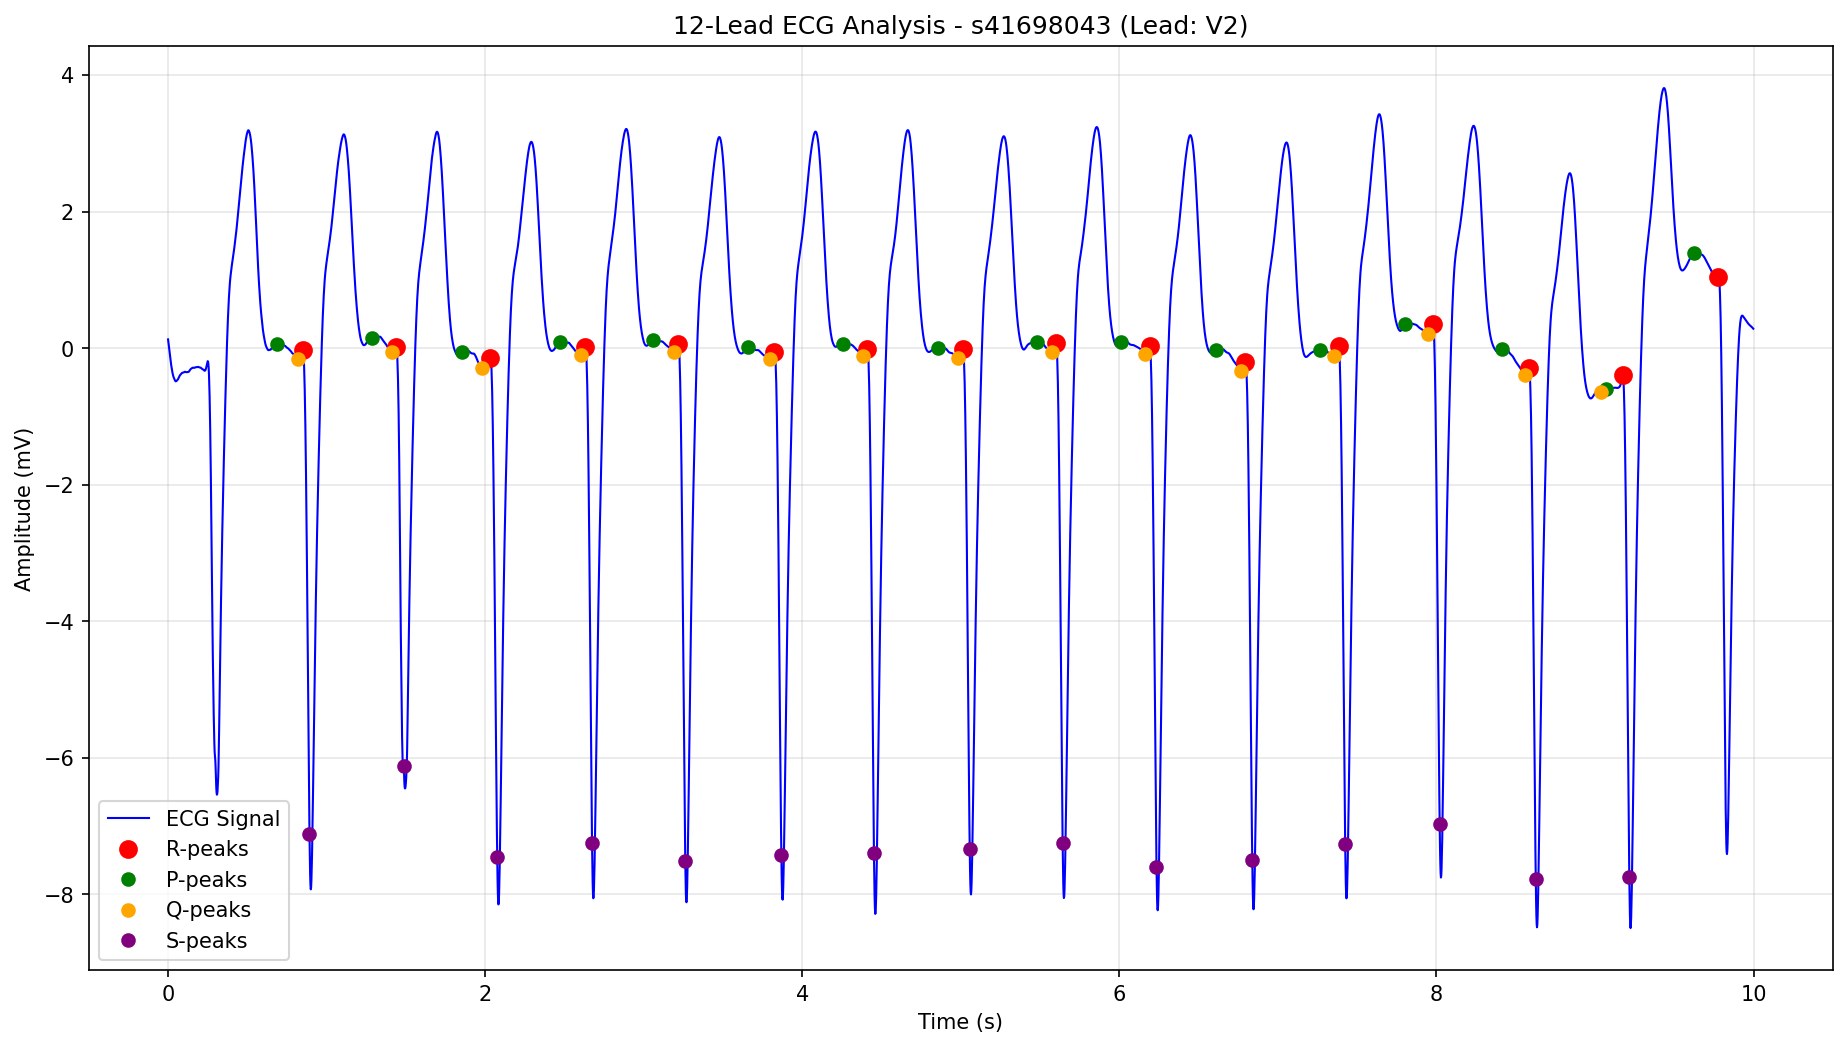 12-Lead ECG Analysis - s41698043 (Lead: V2)
Amplitude (mV)
4
2
0
−2
−4
−6
−8
ECG Signal
R-peaks
P-peaks
Q-peaks
S-peaks
0 2 4 6 8 10
Time (s)